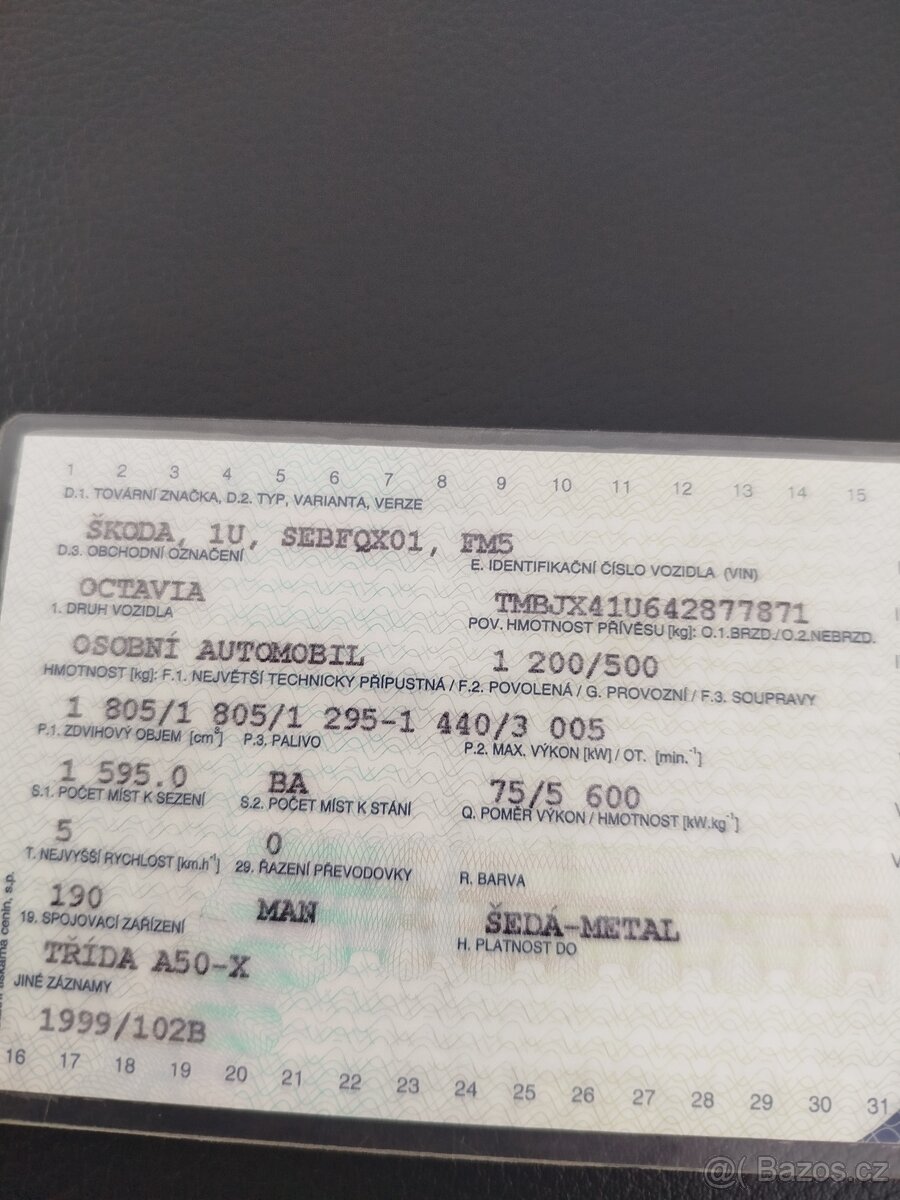 1 2 3 4 5 6 7 8 9 10 11 12 13 14 15
D.1. TOVÁRNÍ ZNAČKA, D.2. TYP, VARIANTA, VERZE
ŠKODA, 1U, SEBFQX01, FM5
D.3. OBCHODNÍ OZNAČENÍ E. IDENTIFIKAČNÍ ČÍSLO VOZIDLA (VIN)
OCTAVIA TMBJX41U642877871
1. DRUH VOZIDLA POV. HMOTNOST PŘÍVĚSU [kg]: O.1.BRZD./O.2.NEBRZD.
OSOBNÍ AUTOMOBIL 1 200/500
HMOTNOST [kg]: F.1. NEJVĚTŠÍ TECHNICKY PŘÍPUSTNÁ / F.2. POVOLENÁ / G. PROVOZNÍ / F.3. SOUPRAVY
1 805/1 805/1 295-1 440/3 005
P.1. ZDVIHOVÝ OBJEM [cm³] P.3. PALIVO P.2. MAX. VÝKON [kW] / OT. [min.⁻¹]
1 595.0 BA 75/5 600
S.1. POČET MÍST K SEZENÍ S.2. POČET MÍST K STÁNÍ Q. POMĚR VÝKON / HMOTNOST [kW.kg⁻¹]
5 0
T. NEJVYŠŠÍ RYCHLOST [km.h⁻¹] 29. ŘAZENÍ PŘEVODOVKY R. BARVA
190 MAN ŠEDÁ-METAL
19. SPOJOVACÍ ZAŘÍZENÍ H. PLATNOST DO
TŘÍDA A50-X
JINÉ ZÁZNAMY
1999/102B
16 17 18 19 20 21 22 23 24 25 26 27 28 29 30 31
@( Bazos.cz